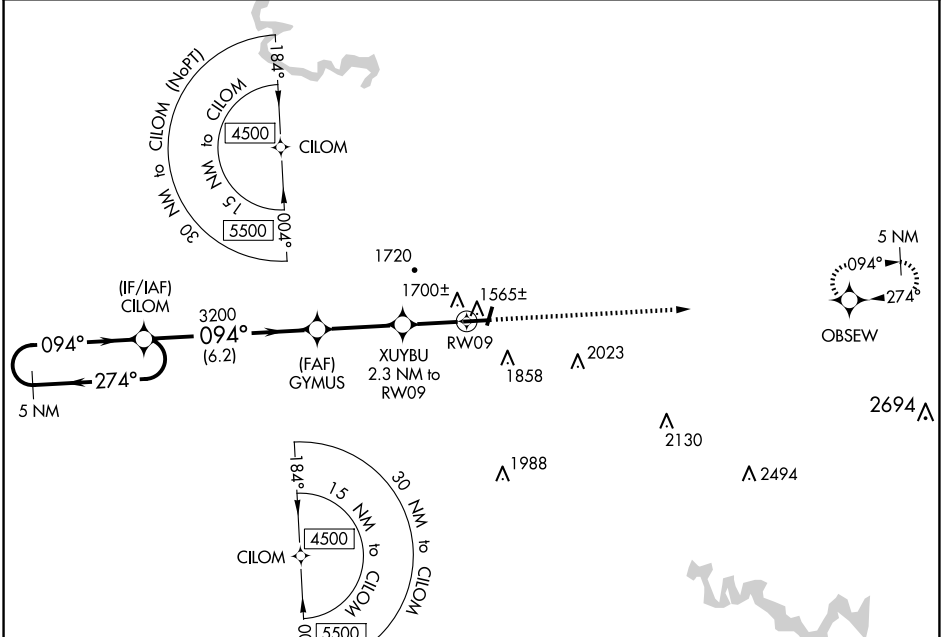 184°
30 NM to CILOM (NoPT)
15 NM to CILOM
4500
CILOM
5500
004°
5 NM
094°
274°
OBSEW
1720
1700±
1565±
(IF/IAF)
CILOM
3200
094°
(6.2)
094°
274°
5 NM
(FAF)
GYMUS
XUYBU
2.3 NM to
RW09
RW09
1858
2023
2694
2130
1988
2494
184°
15 NM to CILOM
30 NM to CILOM
4500
CILOM
5500